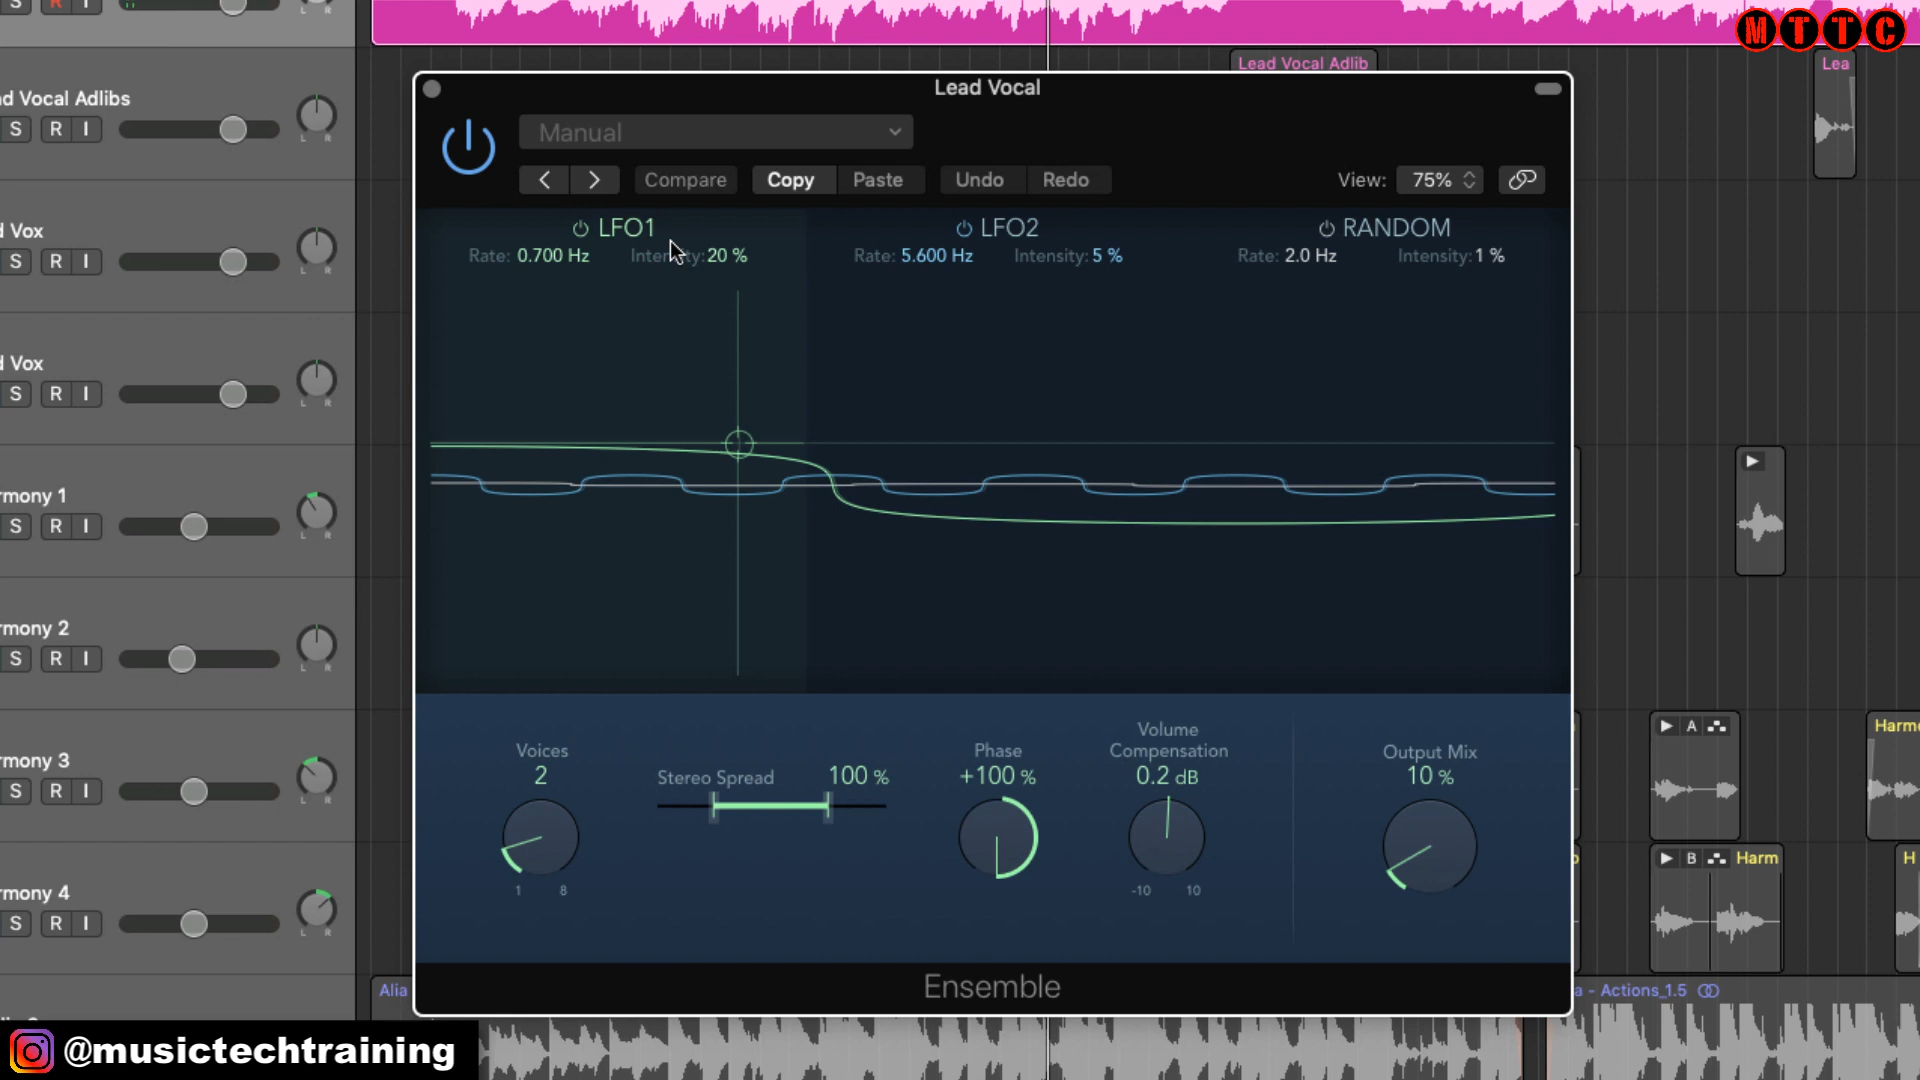 S R I
MTTC
Lead Vocal Adlib
Lea
d Vocal Adlibs
S R I
L R
Lead Vocal
Manual
Compare Copy Paste Undo Redo
View: 75%
LFO1
Rate: 0.700 Hz Intensity: 20 %
LFO2
Rate: 5.600 Hz Intensity: 5 %
RANDOM
Rate: 2.0 Hz Intensity: 1 %
d Vox
S R I
L R
d Vox
S R I
L R
rmony 1
S R I
L R
rmony 2
S R I
L R
rmony 3
S R I
L R
rmony 4
S R I
L R
Voices
2
1 8
Stereo Spread 100 %
Phase
+100 %
Volume
Compensation
0.2 dB
-10 10
Output Mix
10 %
A
Harmo
B Harm
H
Ensemble
Alia
a - Actions_1.5
@musictechtraining